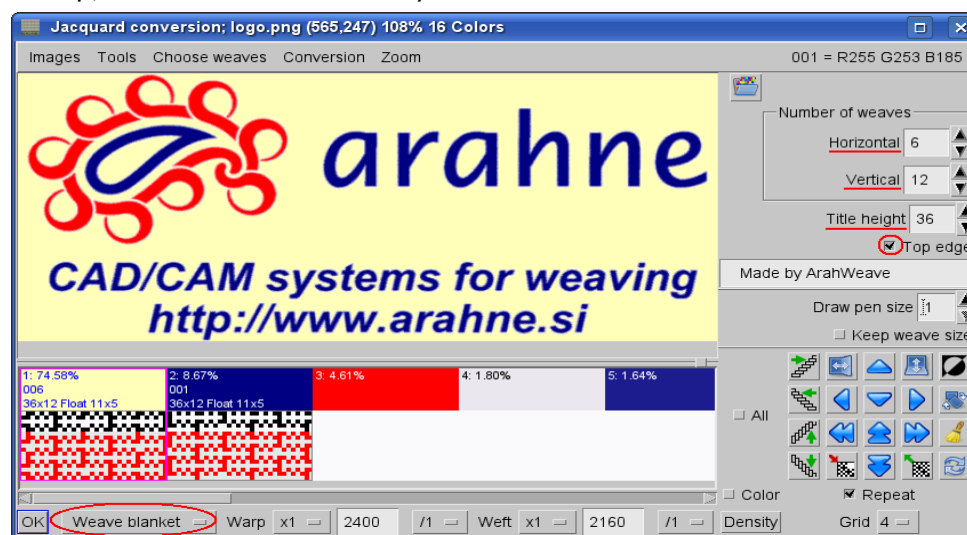 Jacquard conversion; logo.png (565,247) 108% 16 Colors
Images Tools Choose weaves Conversion Zoom 001 = R255 G253 B185
arahne
CAD/CAM systems for weaving
http://www.arahne.si
Number of weaves
Horizontal 6
Vertical 12
Title height 36
Top edge
Made by ArahWeave
Draw pen size 1
Keep weave size
1: 74.58% 2: 8.67% 3: 4.61% 4: 1.80% 5: 1.64%
006 001
36x12 Float 11x5 36x12 Float 11x5
All
Color Repeat
OK Weave blanket Warp x1 2400 /1 Weft x1 2160 /1 Density Grid 4